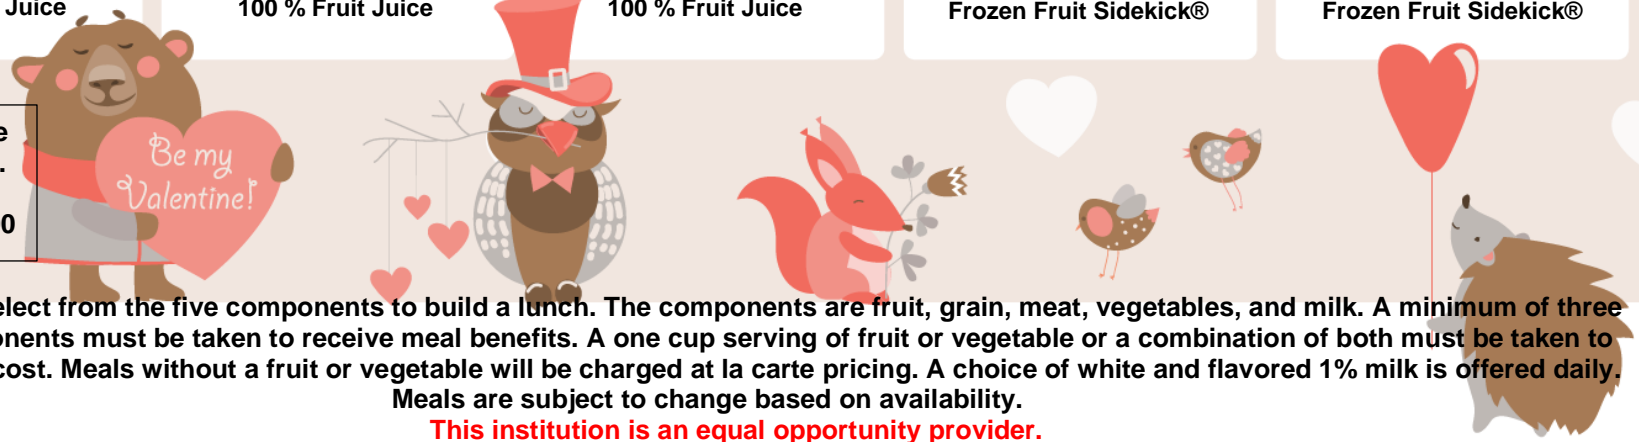 Juice
100 % Fruit Juice
100 % Fruit Juice
Frozen Fruit Sidekick®
Frozen Fruit Sidekick®
Be my
Valentine!
elect from the five components to build a lunch. The components are fruit, grain, meat, vegetables, and milk. A minimum of three
onents must be taken to receive meal benefits. A one cup serving of fruit or vegetable or a combination of both must be taken to
cost. Meals without a fruit or vegetable will be charged at la carte pricing. A choice of white and flavored 1% milk is offered daily.
Meals are subject to change based on availability.
This institution is an equal opportunity provider.